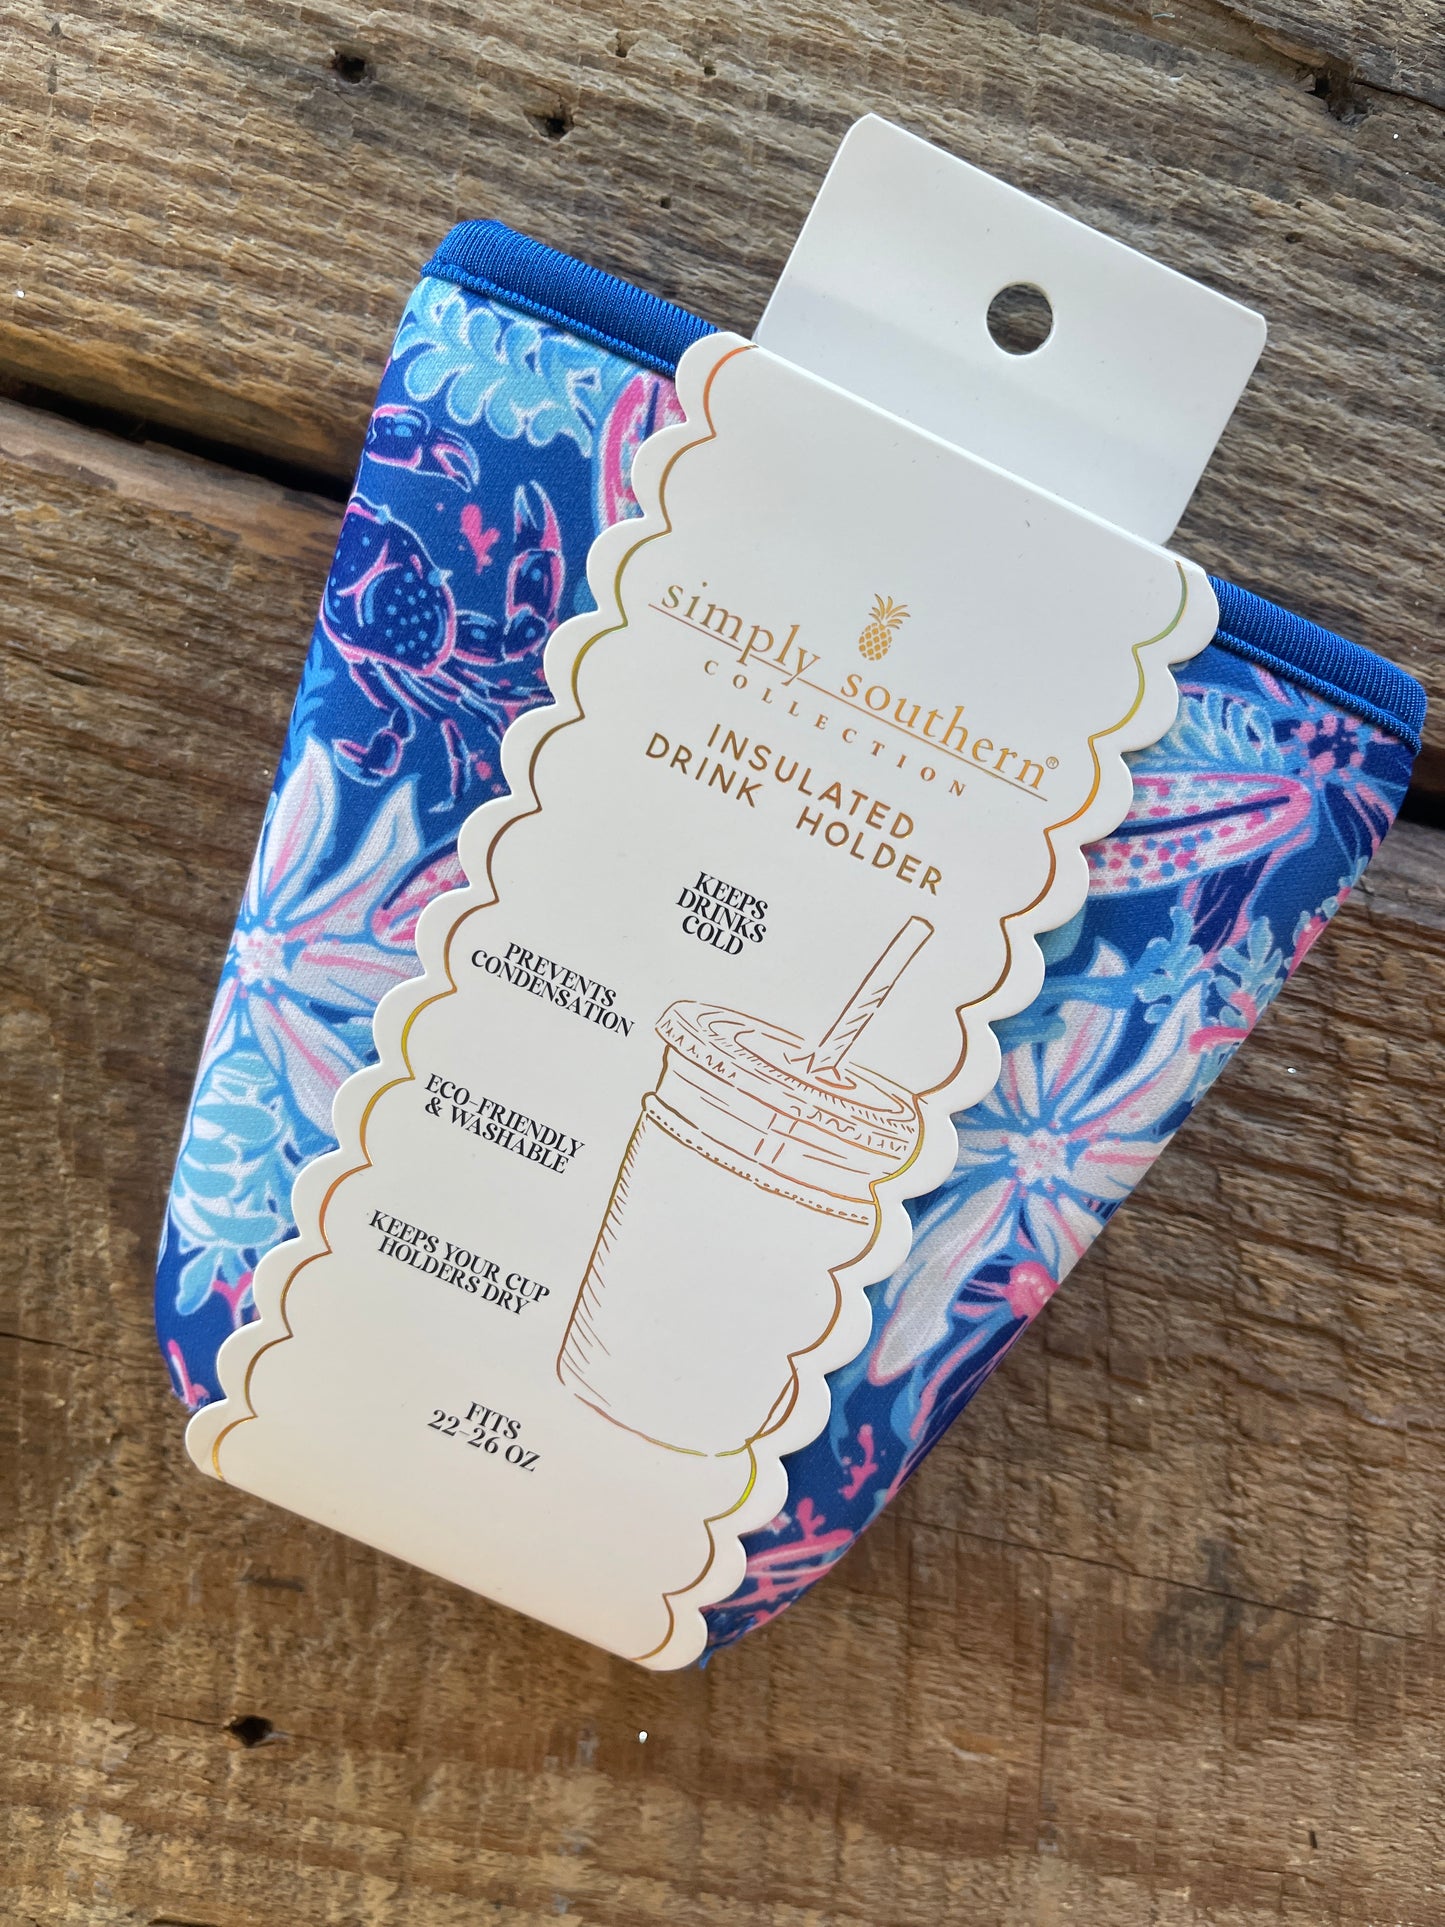 simply southern®
COLLECTION
INSULATED
DRINK HOLDER
KEEPS
DRINKS
COLD
PREVENTS
CONDENSATION
ECO-FRIENDLY
& WASHABLE
KEEPS YOUR CUP
HOLDERS DRY
FITS
22-26 OZ